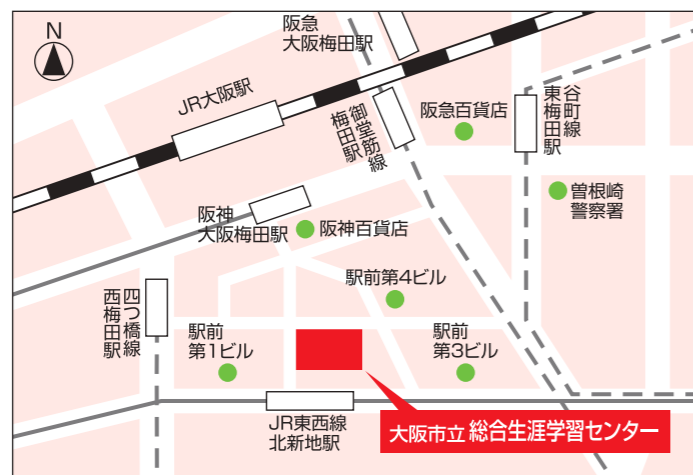 N
阪急
大阪梅田駅
JR大阪駅
御堂筋線
梅田駅
阪急百貨店
谷町線
東梅田駅
曽根崎
警察署
阪神
大阪梅田駅
阪神百貨店
四つ橋線
西梅田駅
駅前第4ビル
駅前
第1ビル
駅前
第3ビル
JR東西線
北新地駅
大阪市立 総合生涯学習センター